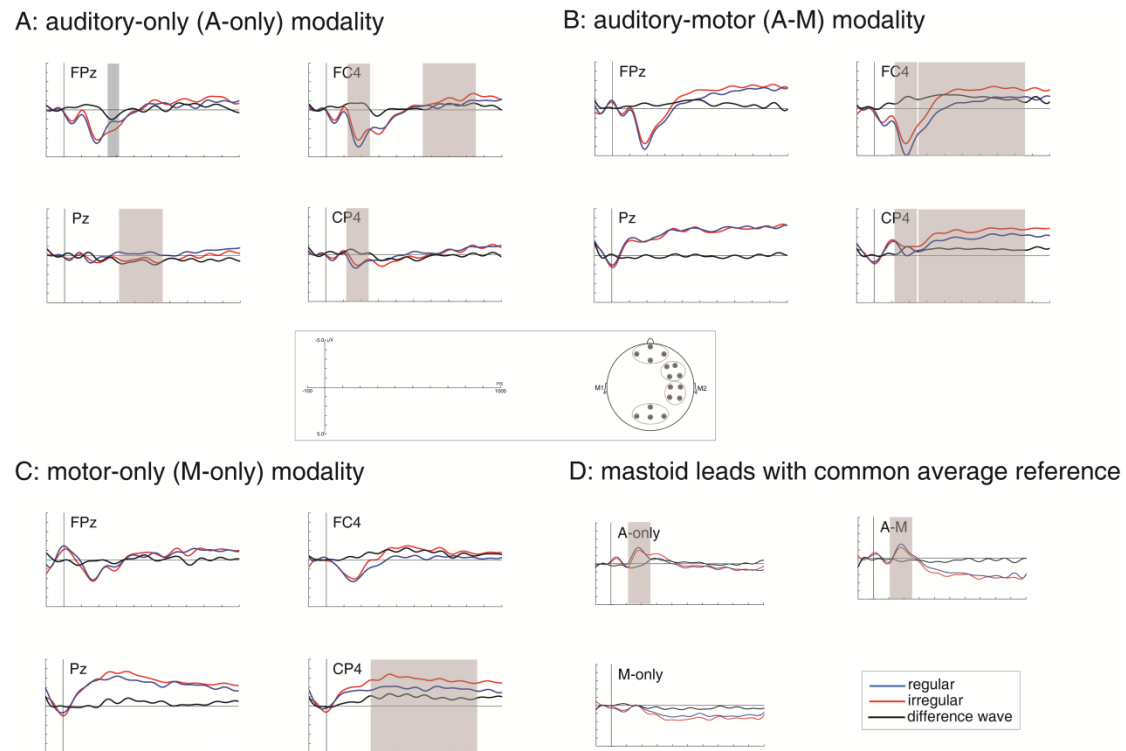 A: auditory-only (A-only) modality
B: auditory-motor (A-M) modality
FPz
FC4
FPz
FC4
Pz
CP4
Pz
CP4
-5.0
uV
ms
-100
1000
5.0
M1
M2
C: motor-only (M-only) modality
D: mastoid leads with common average reference
FPz
FC4
A-only
A-M
Pz
CP4
M-only
regular
irregular
difference wave